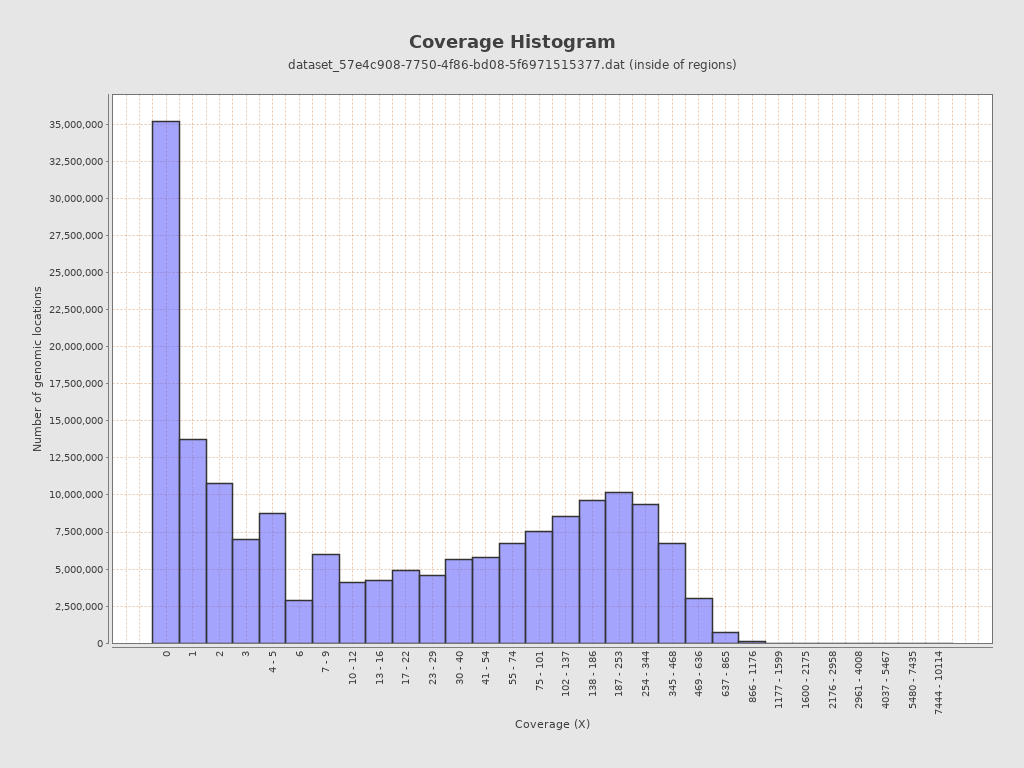 Coverage Histogram
dataset_57e4c908-7750-4f86-bd08-5f6971515377.dat (inside of regions)
Number of genomic locations
35,000,000
32,500,000
30,000,000
27,500,000
25,000,000
22,500,000
20,000,000
17,500,000
15,000,000
12,500,000
10,000,000
7,500,000
5,000,000
2,500,000
0
0
1
2
3
4 - 5
6
7 - 9
10 - 12
13 - 16
17 - 22
23 - 29
30 - 40
41 - 54
55 - 74
75 - 101
102 - 137
138 - 186
187 - 253
254 - 344
345 - 468
469 - 636
637 - 865
866 - 1176
1177 - 1599
1600 - 2175
2176 - 2958
2961 - 4008
4037 - 5467
5480 - 7435
7444 - 10114
Coverage (X)